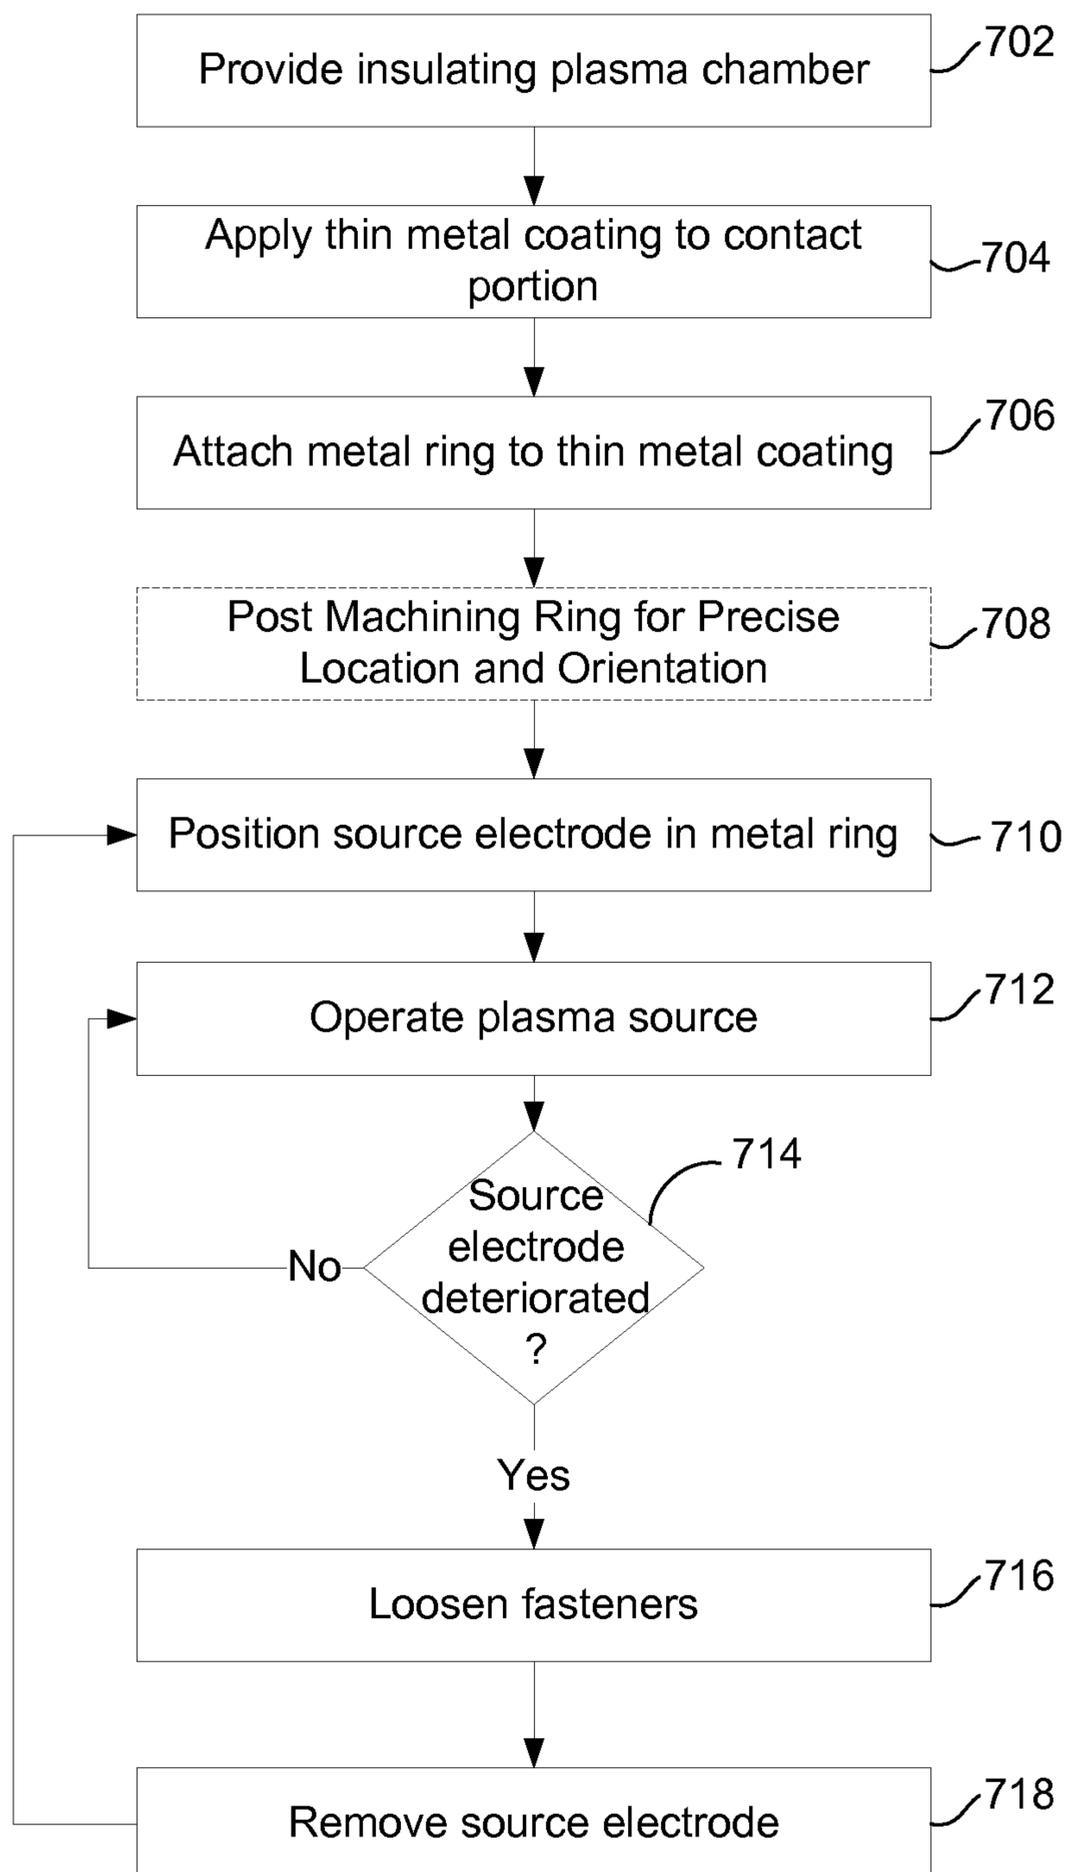 Provide insulating plasma chamber
702
Apply thin metal coating to contact
portion
704
Attach metal ring to thin metal coating
706
Post Machining Ring for Precise
Location and Orientation
708
Position source electrode in metal ring
710
Operate plasma source
712
Source
electrode
deteriorated
?
714
No
Yes
Loosen fasteners
716
Remove source electrode
718